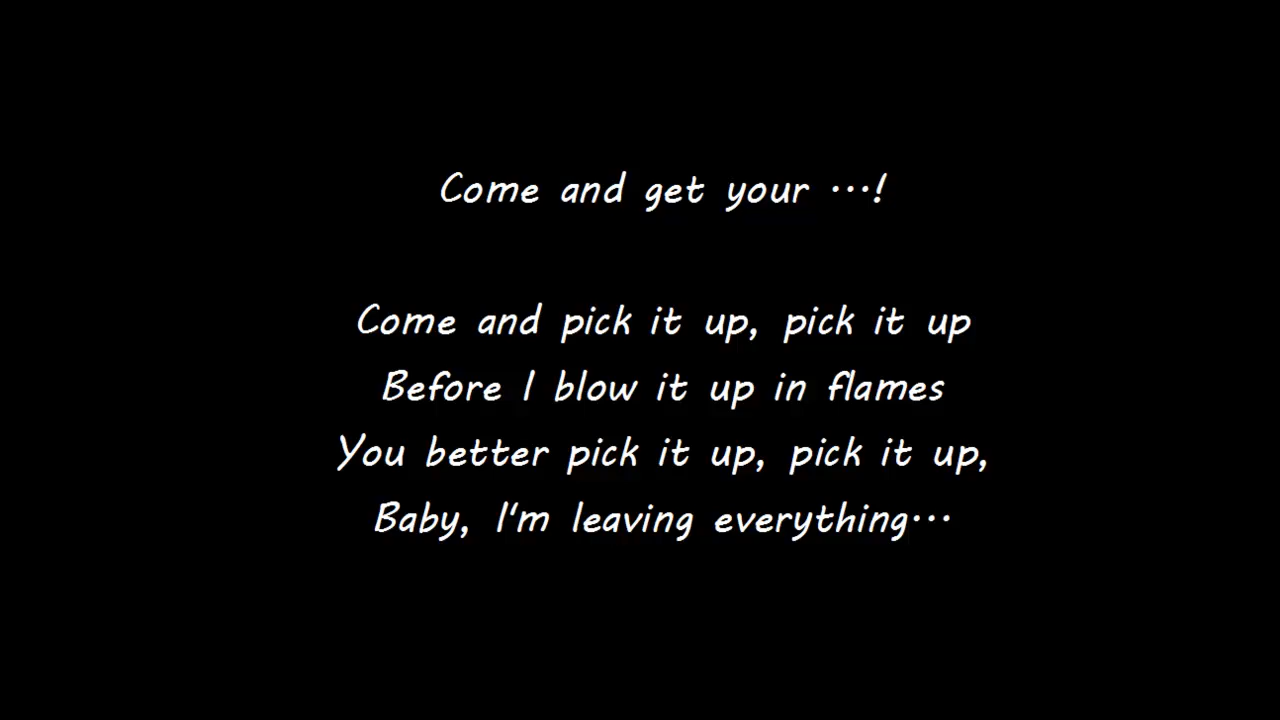 Come and get your ...!
Come and pick it up, pick it up
Before I blow it up in flames
You better pick it up, pick it up,
Baby, I'm leaving everything...